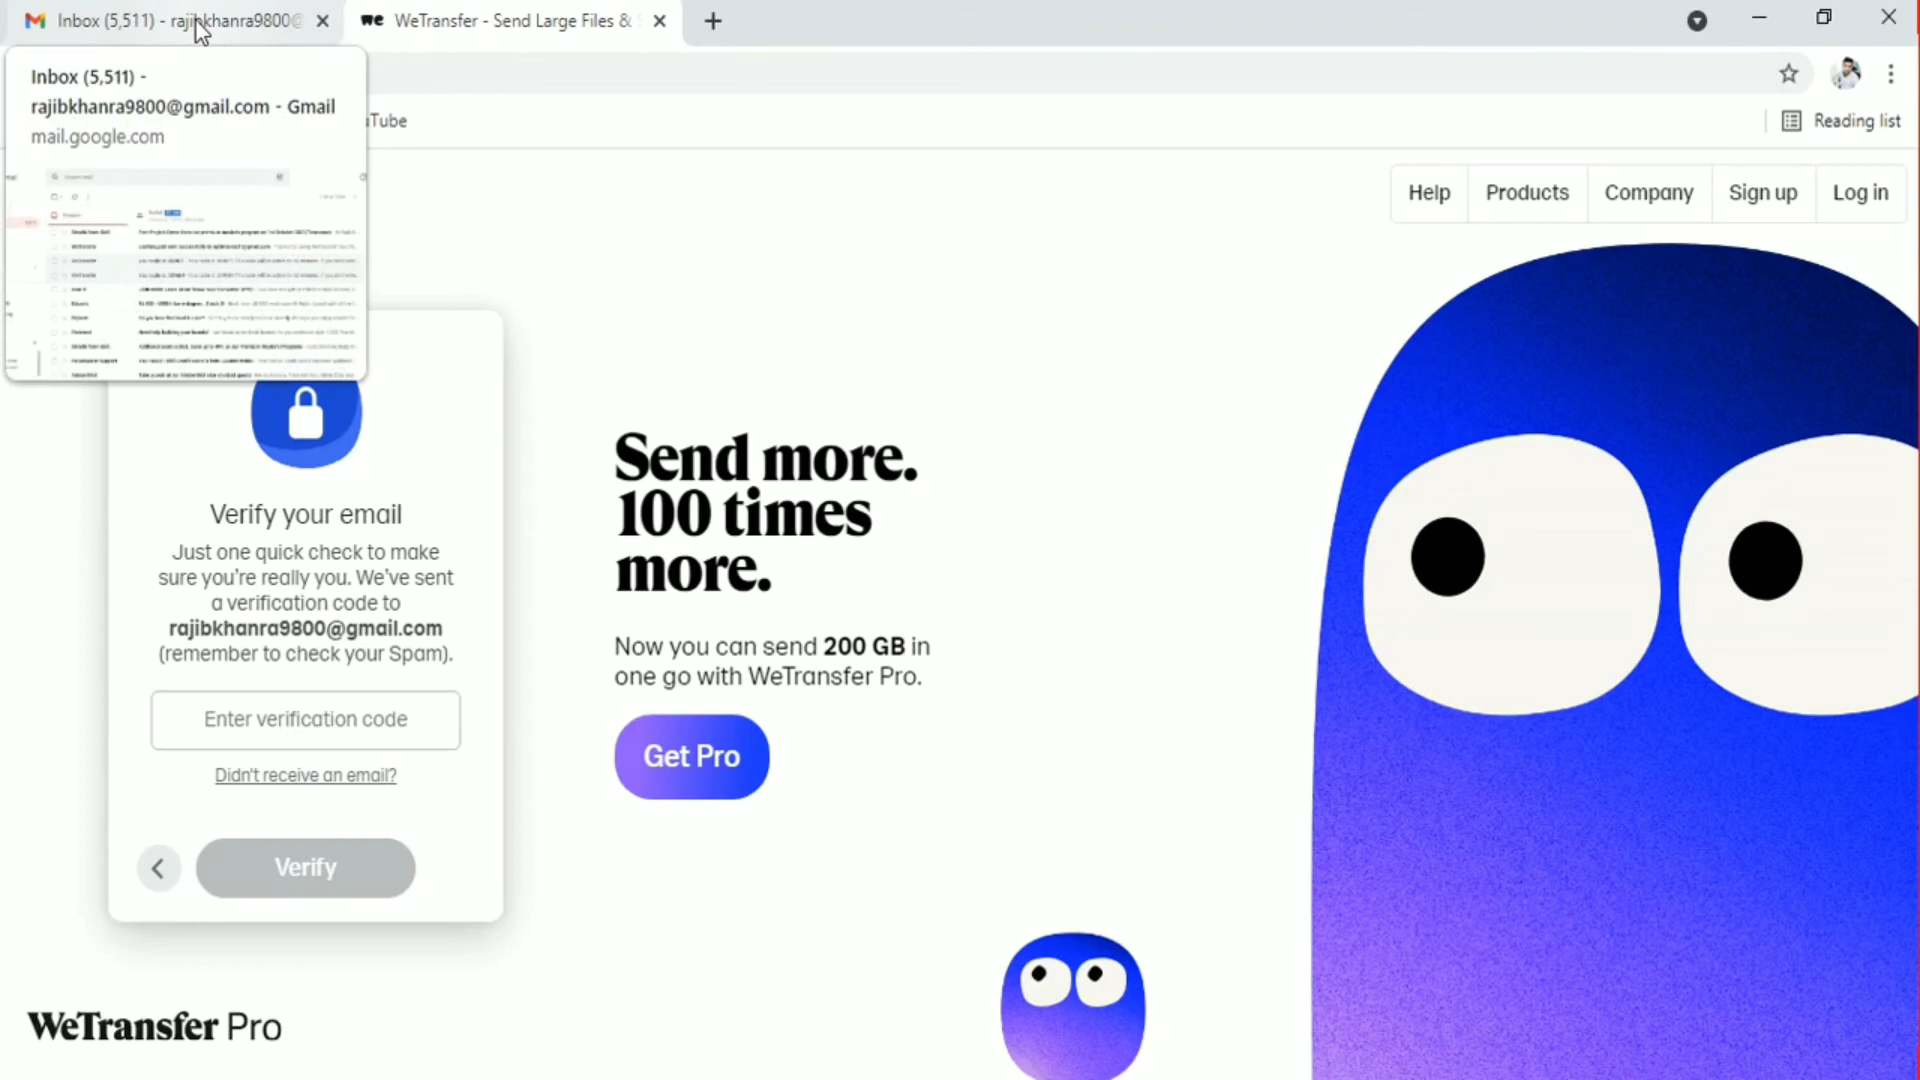 Inbox (5,511) - rajibkhanra9800@
WeTransfer - Send Large Files &
Inbox (5,511) -
rajibkhanra9800@gmail.com - Gmail
mail.google.com
uTube
Reading list
Help
Products
Company
Sign up
Log in
Verify your email
Just one quick check to make
sure you're really you. We've sent
a verification code to
rajibkhanra9800@gmail.com
(remember to check your Spam).
Enter verification code
Didn't receive an email?
Verify
Send more.
100 times
more.
Now you can send 200 GB in
one go with WeTransfer Pro.
Get Pro
WeTransfer Pro